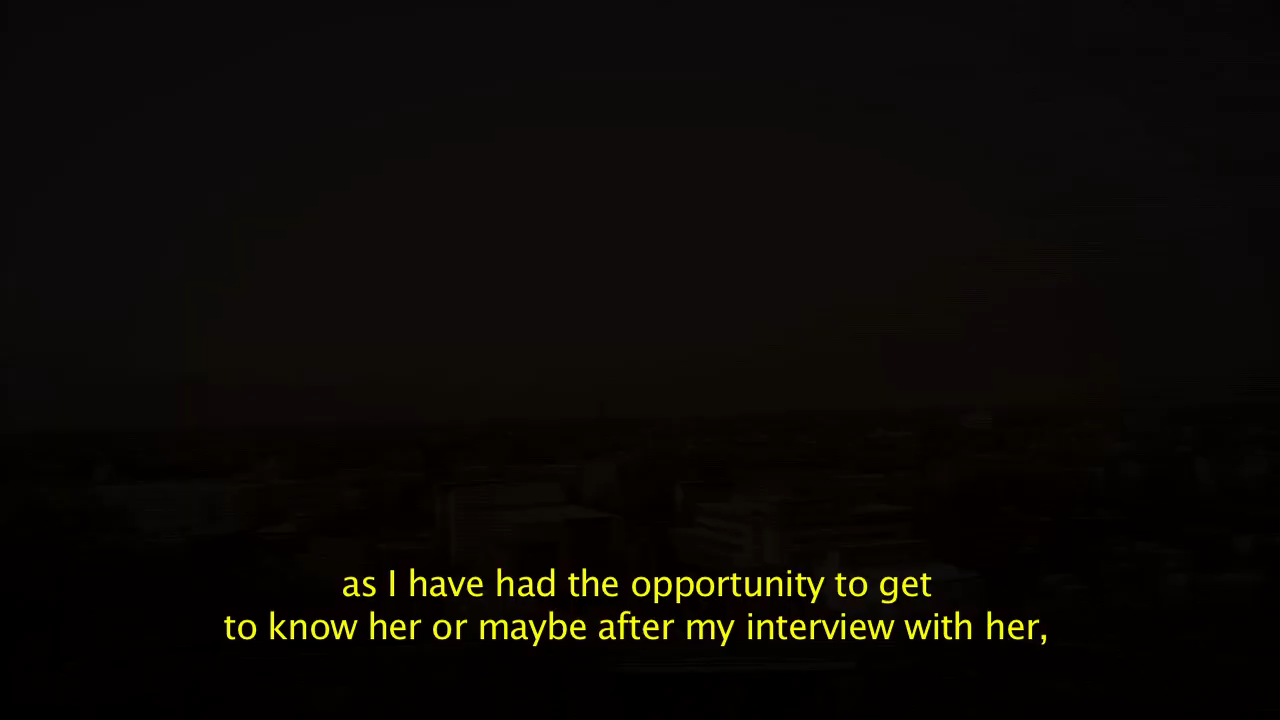 as I have had the opportunity to get
to know her or maybe after my interview with her,